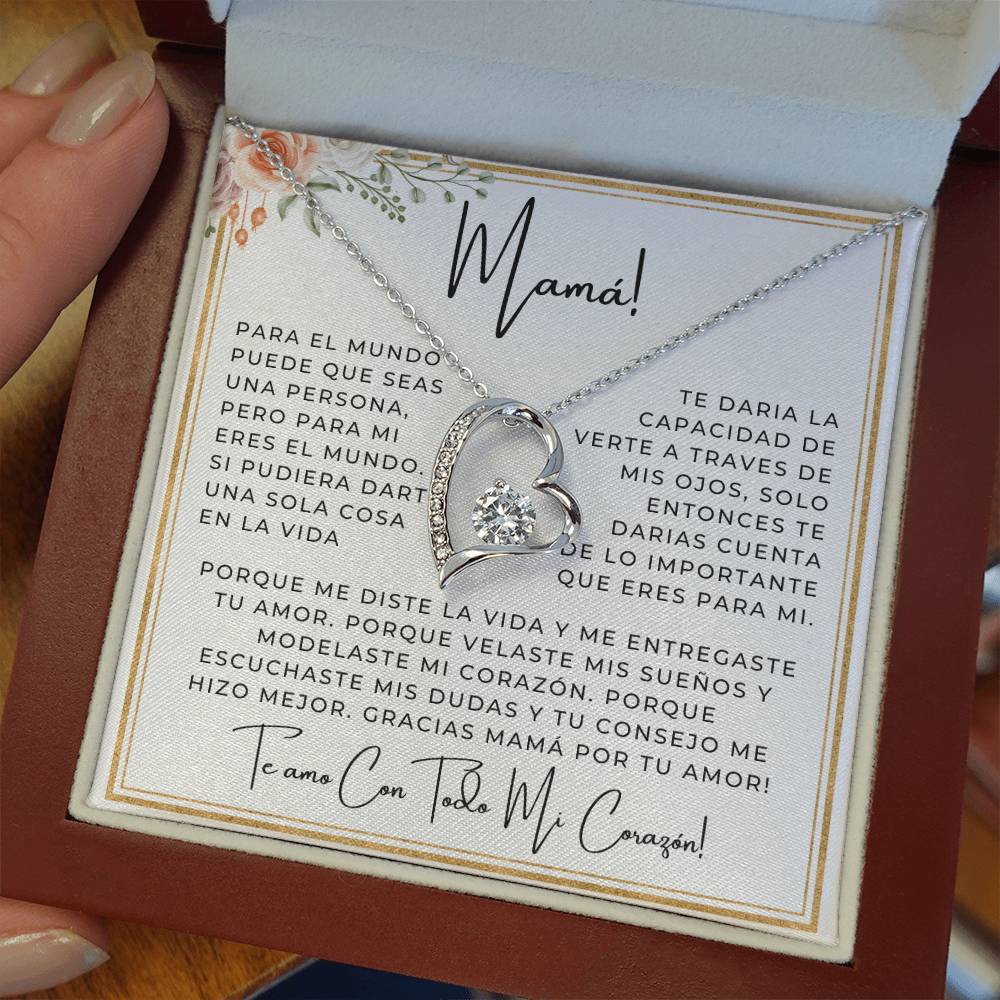 Mamá!
PARA EL MUNDO
PUEDE QUE SEAS
UNA PERSONA,
PERO PARA MI
ERES EL MUNDO.
SI PUDIERA DART
UNA SOLA COSA
EN LA VIDA
TE DARIA LA
CAPACIDAD DE
VERTE A TRAVES DE
MIS OJOS, SOLO
ENTONCES TE
DARIAS CUENTA
DE LO IMPORTANTE
QUE ERES PARA MI.
PORQUE ME DISTE LA VIDA Y ME ENTREGASTE
TU AMOR. PORQUE VELASTE MIS SUEÑOS Y
MODELASTE MI CORAZÓN. PORQUE
ESCUCHASTE MIS DUDAS Y TU CONSEJO ME
HIZO MEJOR. GRACIAS MAMÁ POR TU AMOR!
Te amo Con Todo Mi Corazón!